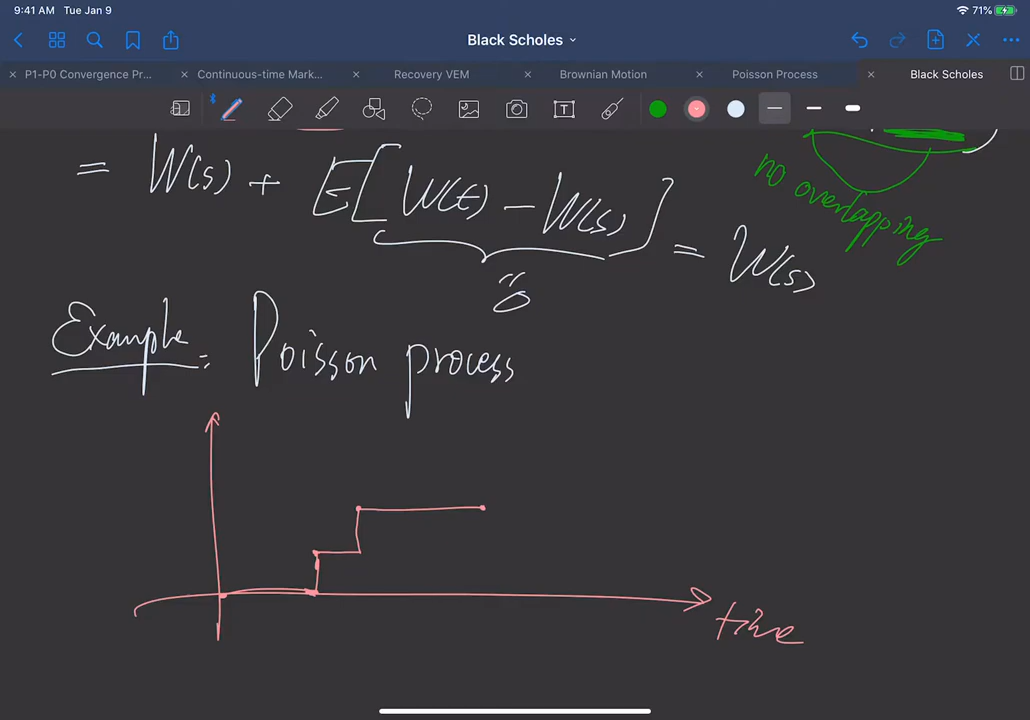 9:41 AM Tue Jan 9
71%
Black Scholes
P1-P0 Convergence Pr...
Continuous-time Mark...
Recovery VEM
Brownian Motion
Poisson Process
Black Scholes
= W(s) + E[W(t) - W(s)] = W(s)
0
no overlapping
Example: Poisson process
time